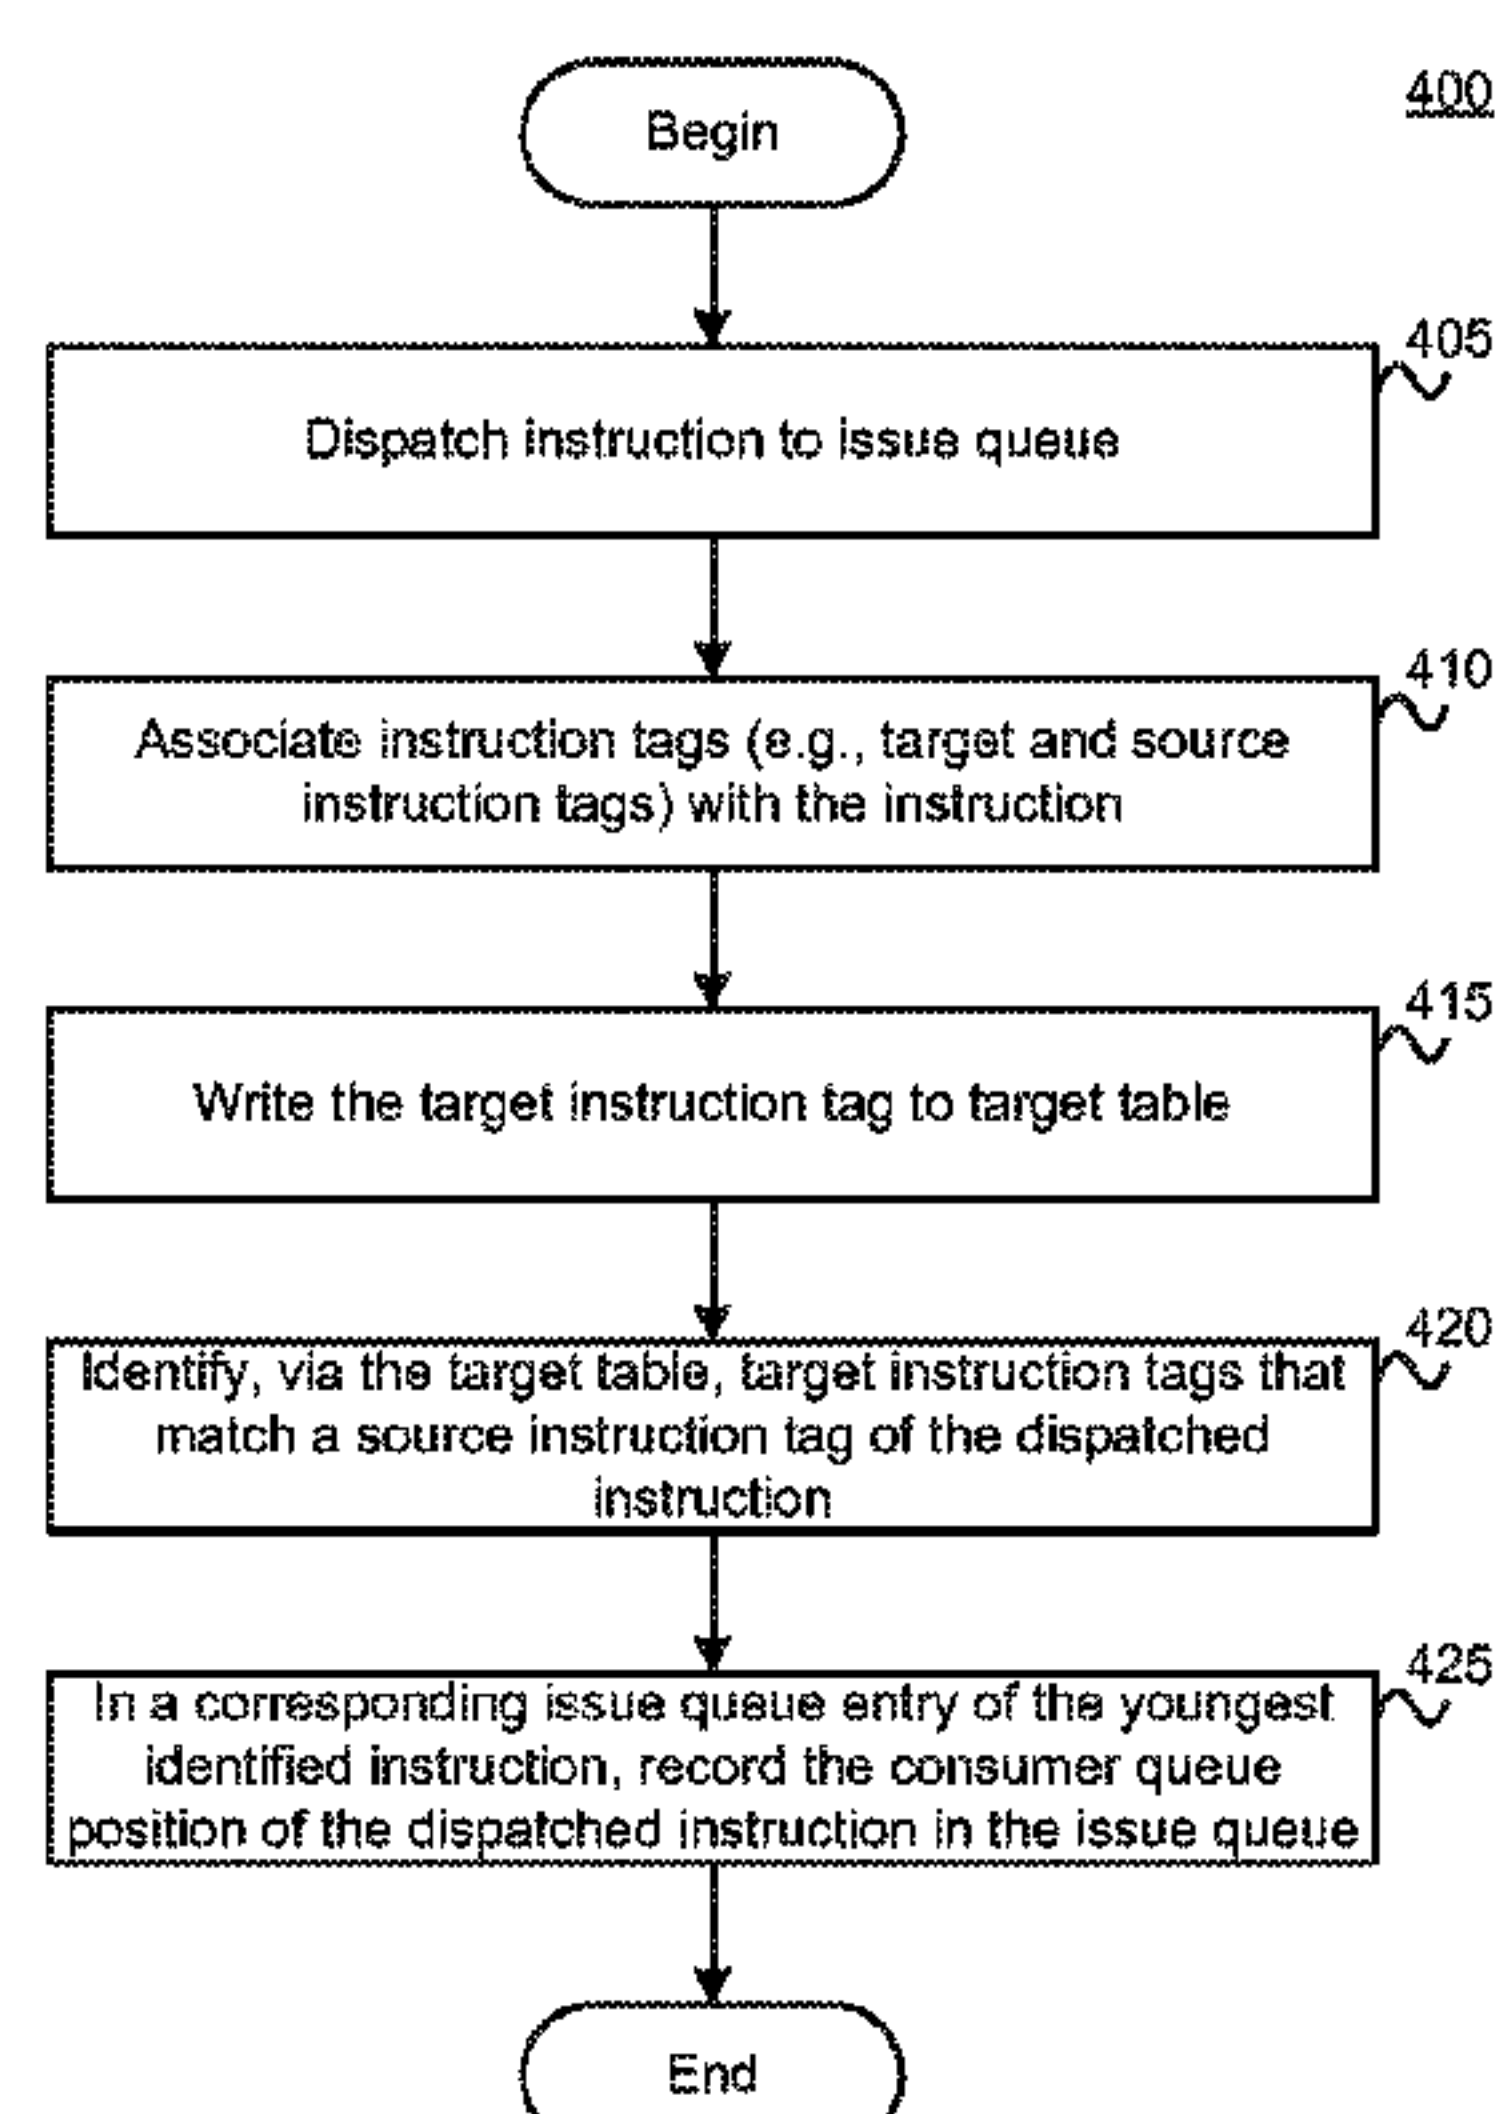 400
Begin
405
Dispatch instruction to issue queue
410
Associate instruction tags (e.g., target and source
instruction tags) with the instruction
415
Write the target instruction tag to target table
420
Identify, via the target table, target instruction tags that
match a source instruction tag of the dispatched
instruction
425
In a corresponding issue queue entry of the youngest
identified instruction, record the consumer queue
position of the dispatched instruction in the issue queue
End